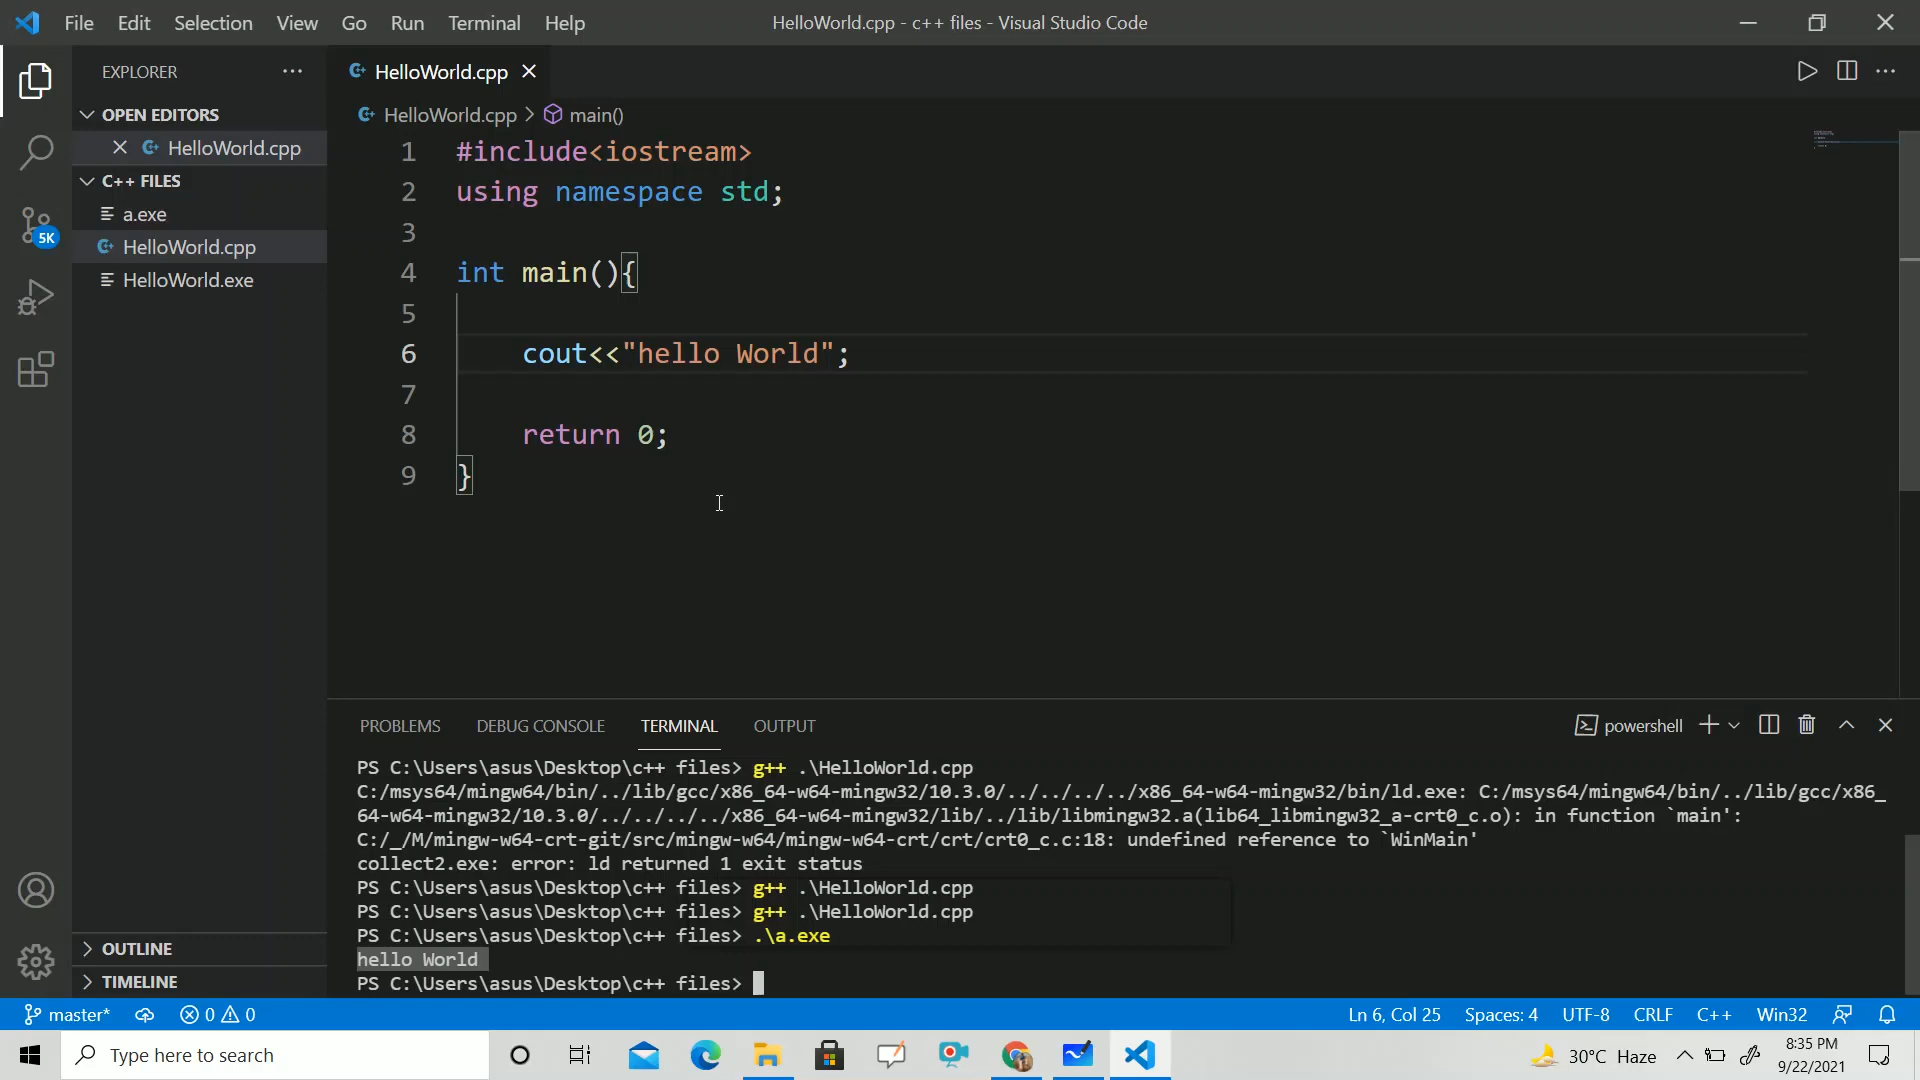 File Edit Selection View Go Run Terminal Help HelloWorld.cpp - c++ files - Visual Studio Code
EXPLORER
OPEN EDITORS
HelloWorld.cpp
C++ FILES
a.exe
HelloWorld.cpp
HelloWorld.exe
5K
OUTLINE
TIMELINE
HelloWorld.cpp
HelloWorld.cpp > main()
1 #include<iostream>
2 using namespace std;
3
4 int main(){
5
6 cout<<"hello World";
7
8 return 0;
9 }
PROBLEMS DEBUG CONSOLE TERMINAL OUTPUT powershell
PS C:\Users\asus\Desktop\c++ files> g++ .\HelloWorld.cpp
C:/msys64/mingw64/bin/../lib/gcc/x86_64-w64-mingw32/10.3.0/../../../../x86_64-w64-mingw32/bin/ld.exe: C:/msys64/mingw64/bin/../lib/gcc/x86_
64-w64-mingw32/10.3.0/../../../../x86_64-w64-mingw32/lib/../lib/libmingw32.a(lib64_libmingw32_a-crt0_c.o): in function `main':
C:/_/M/mingw-w64-crt-git/src/mingw-w64/mingw-w64-crt/crt/crt0_c.c:18: undefined reference to `WinMain'
collect2.exe: error: ld returned 1 exit status
PS C:\Users\asus\Desktop\c++ files> g++ .\HelloWorld.cpp
PS C:\Users\asus\Desktop\c++ files> g++ .\HelloWorld.cpp
PS C:\Users\asus\Desktop\c++ files> .\a.exe
hello World
PS C:\Users\asus\Desktop\c++ files>
master* 0 0 Ln 6, Col 25 Spaces: 4 UTF-8 CRLF C++ Win32
Type here to search 30°C Haze 8:35 PM
9/22/2021